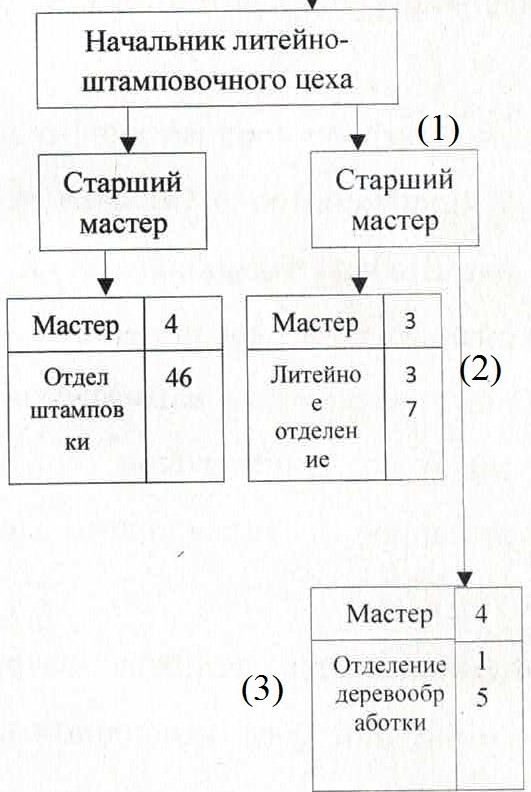 Начальник литейно-
штамповочного цеха
(1)
Старший
мастер
Старший
мастер
Мастер 4
Отдел
штампов
ки
46
Мастер 3
Литейно
е
отделен
ие
3
7
(2)
Мастер 4
Отделение
деревообр
аботки
1
5
(3)